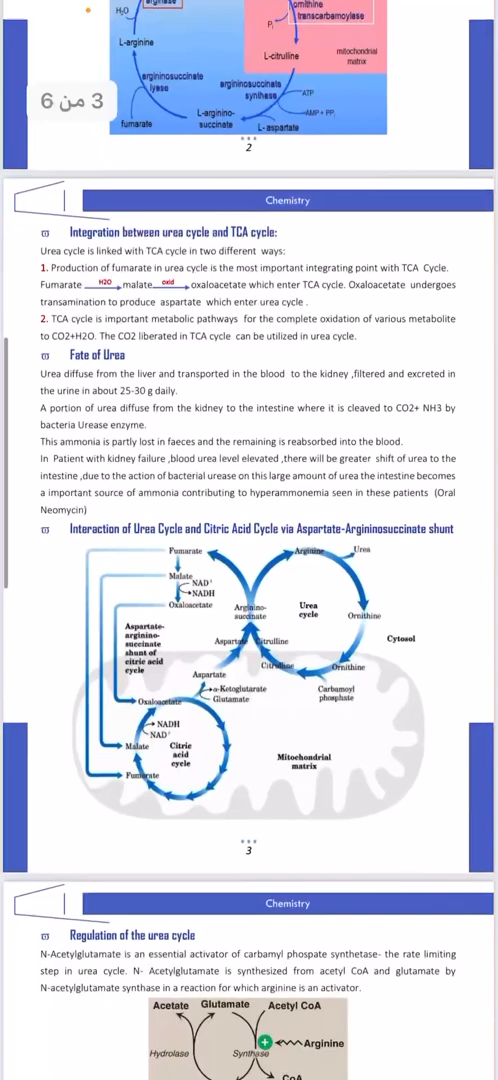 arginase
H₂O
ornithine
transcarbamoylase
Pᵢ
L-arginine
L-citrulline
mitochondrial
matrix
argininosuccinate
lyase
argininosuccinate
synthase
ATP
AMP + PPᵢ
L-arginino-
succinate
L-aspartate
fumarate
3 من 6
2
Chemistry
Integration between urea cycle and TCA cycle:
Urea cycle is linked with TCA cycle in two different ways:
1. Production of fumarate in urea cycle is the most important integrating point with TCA Cycle.
Fumarate H2O malate oxid oxaloacetate which enter TCA cycle. Oxaloacetate undergoes
transamination to produce aspartate which enter urea cycle .
2. TCA cycle is important metabolic pathways for the complete oxidation of various metabolite
to CO2+H2O. The CO2 liberated in TCA cycle can be utilized in urea cycle.
Fate of Urea
Urea diffuse from the liver and transported in the blood to the kidney ,filtered and excreted in
the urine in about 25-30 g daily.
A portion of urea diffuse from the kidney to the intestine where it is cleaved to CO2+ NH3 by
bacteria Urease enzyme.
This ammonia is partly lost in faeces and the remaining is reabsorbed into the blood.
In Patient with kidney failure ,blood urea level elevated ,there will be greater shift of urea to the
intestine ,due to the action of bacterial urease on this large amount of urea the intestine becomes
a important source of ammonia contributing to hyperammonemia seen in these patients (Oral
Neomycin)
Interaction of Urea Cycle and Citric Acid Cycle via Aspartate-Argininosuccinate shunt
Fumarate
Arginine
Urea
Malate
NAD⁺
NADH
Oxaloacetate
Arginino-
succinate
Urea
cycle
Ornithine
Aspartate-
arginino-
succinate
shunt of
citric acid
cycle
Aspartate
Citrulline
Cytosol
Citrulline
Ornithine
Aspartate
α-Ketoglutarate
Glutamate
Carbamoyl
phosphate
Oxaloacetate
NADH
NAD⁺
Malate
Citric
acid
cycle
Mitochondrial
matrix
Fumarate
3
Chemistry
Regulation of the urea cycle
N-Acetylglutamate is an essential activator of carbamyl phospate synthetase- the rate limiting
step in urea cycle. N- Acetylglutamate is synthesized from acetyl CoA and glutamate by
N-acetylglutamate synthase in a reaction for which arginine is an activator.
Acetate Glutamate Acetyl CoA
+ Arginine
Hydrolase
Synthase
CoA